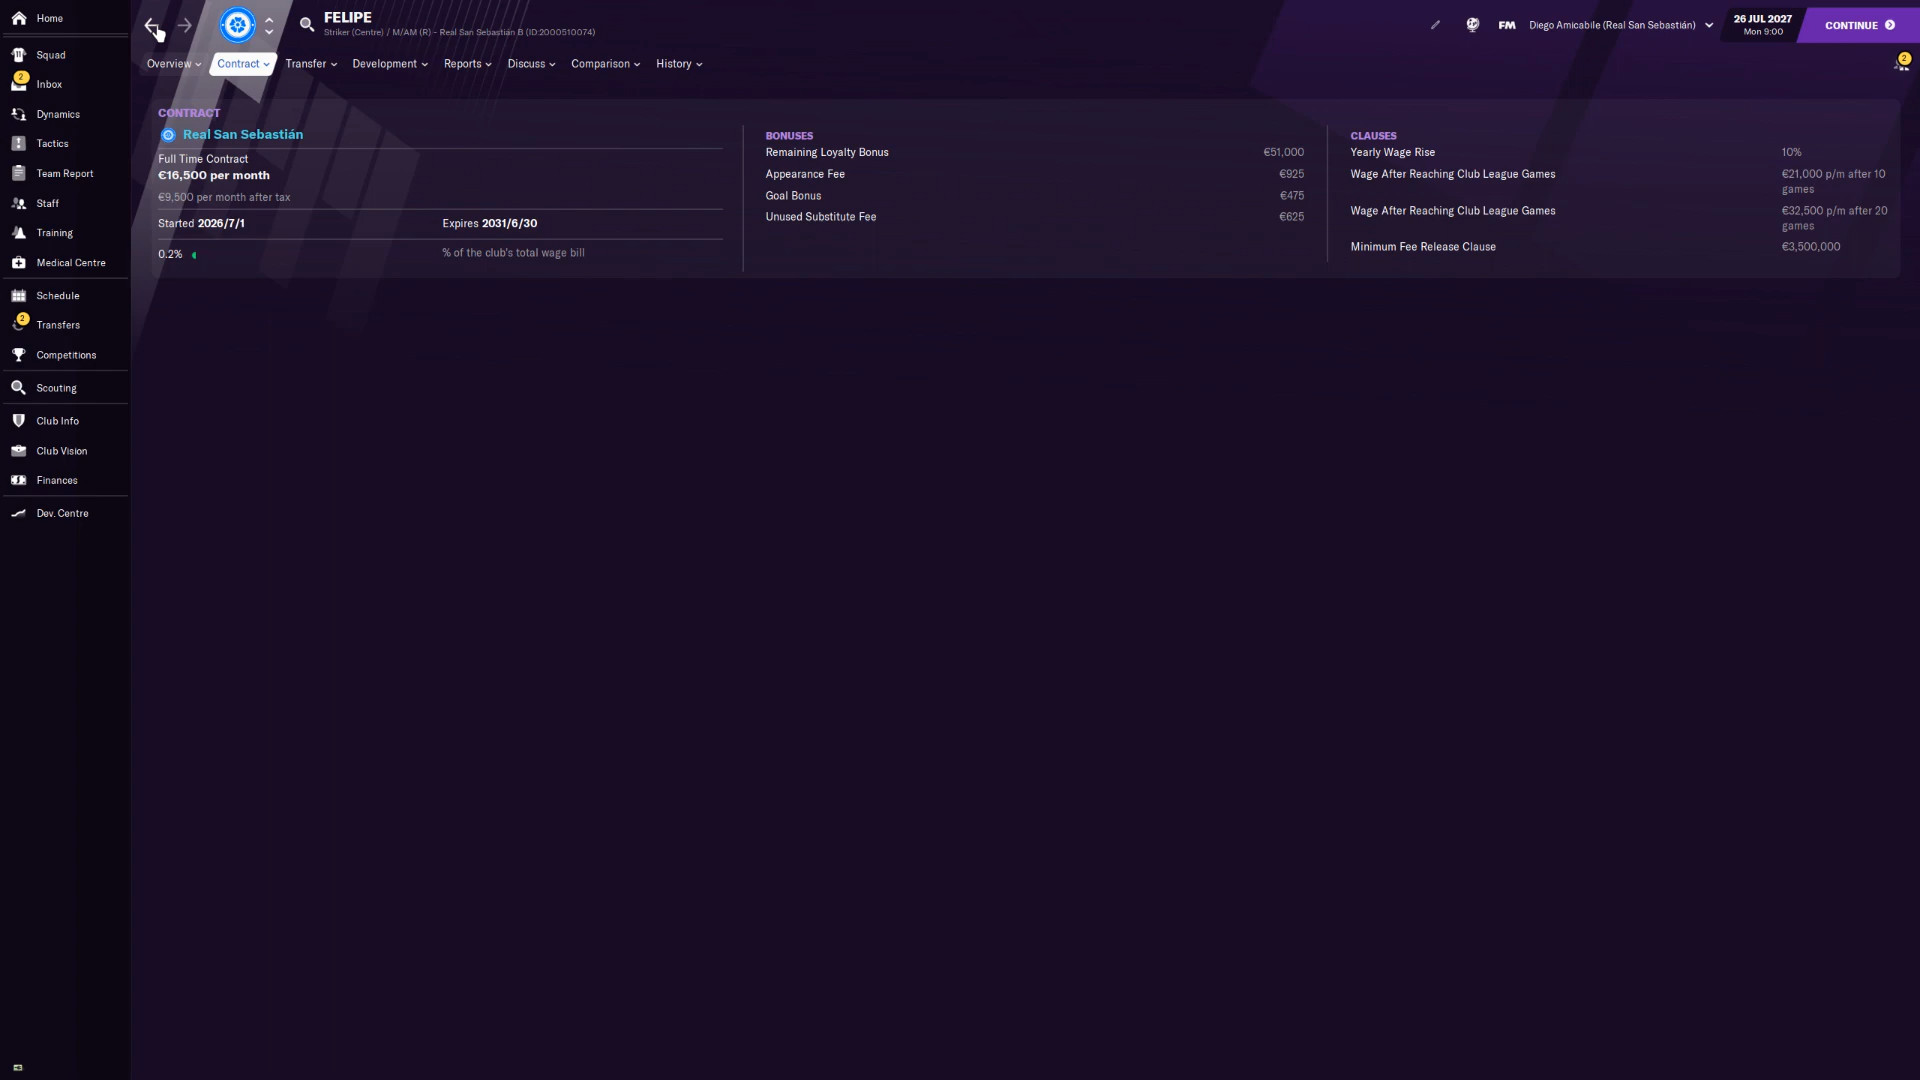 Home
Squad
2
Inbox
Dynamics
Tactics
Team Report
Staff
Training
Medical Centre
Schedule
2
Transfers
Competitions
Scouting
Club Info
Club Vision
Finances
Dev. Centre
FELIPE
Striker (Centre) / M/AM (R) - Real San Sebastián B (ID:2000510074)
FM
Diego Amicabile (Real San Sebastián)
26 JUL 2027
Mon 9:00
CONTINUE
Overview
Contract
Transfer
Development
Reports
Discuss
Comparison
History
2
CONTRACT
Real San Sebastián
Full Time Contract
€16,500 per month
€9,500 per month after tax
Started 2026/7/1
Expires 2031/6/30
0.2%
% of the club's total wage bill
BONUSES
Remaining Loyalty Bonus €51,000
Appearance Fee €925
Goal Bonus €475
Unused Substitute Fee €625
CLAUSES
Yearly Wage Rise 10%
Wage After Reaching Club League Games €21,000 p/m after 10
games
Wage After Reaching Club League Games €32,500 p/m after 20
games
Minimum Fee Release Clause €3,500,000